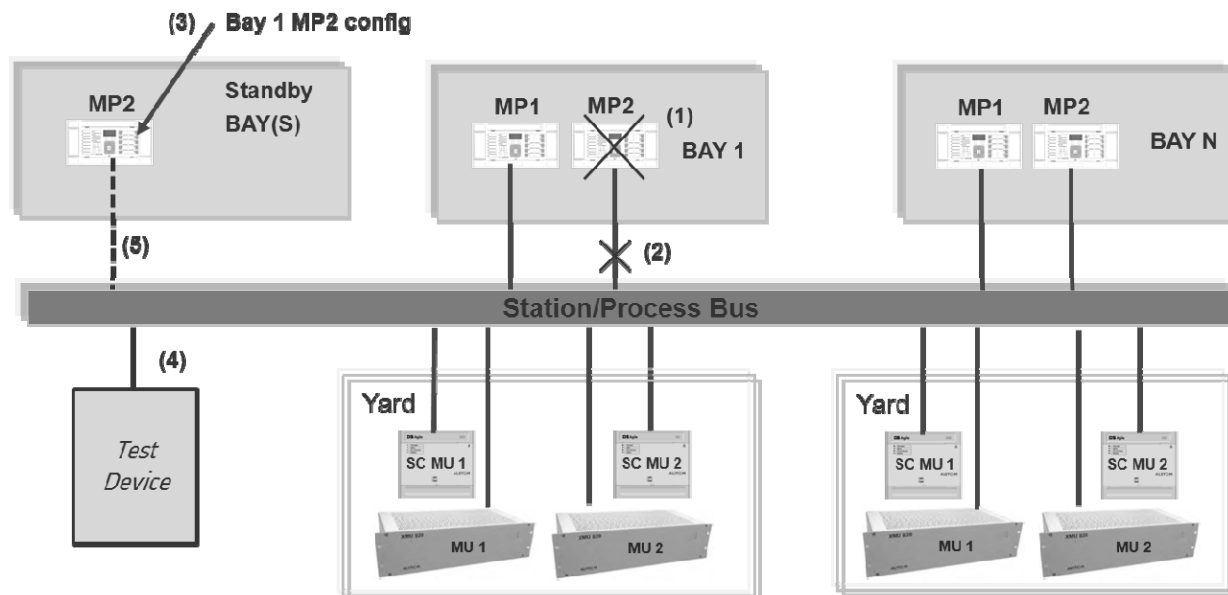 (3) Bay 1 MP2 config
Standby
BAY(S)
MP2
(5)
MP1 MP2
(1)
BAY 1
(2)
MP1 MP2
BAY N
Station/Process Bus
(4)
Test
Device
Yard
SC MU 1
SC MU 2
MU 1
MU 2
Yard
SC MU 1
SC MU 2
MU 1
MU 2